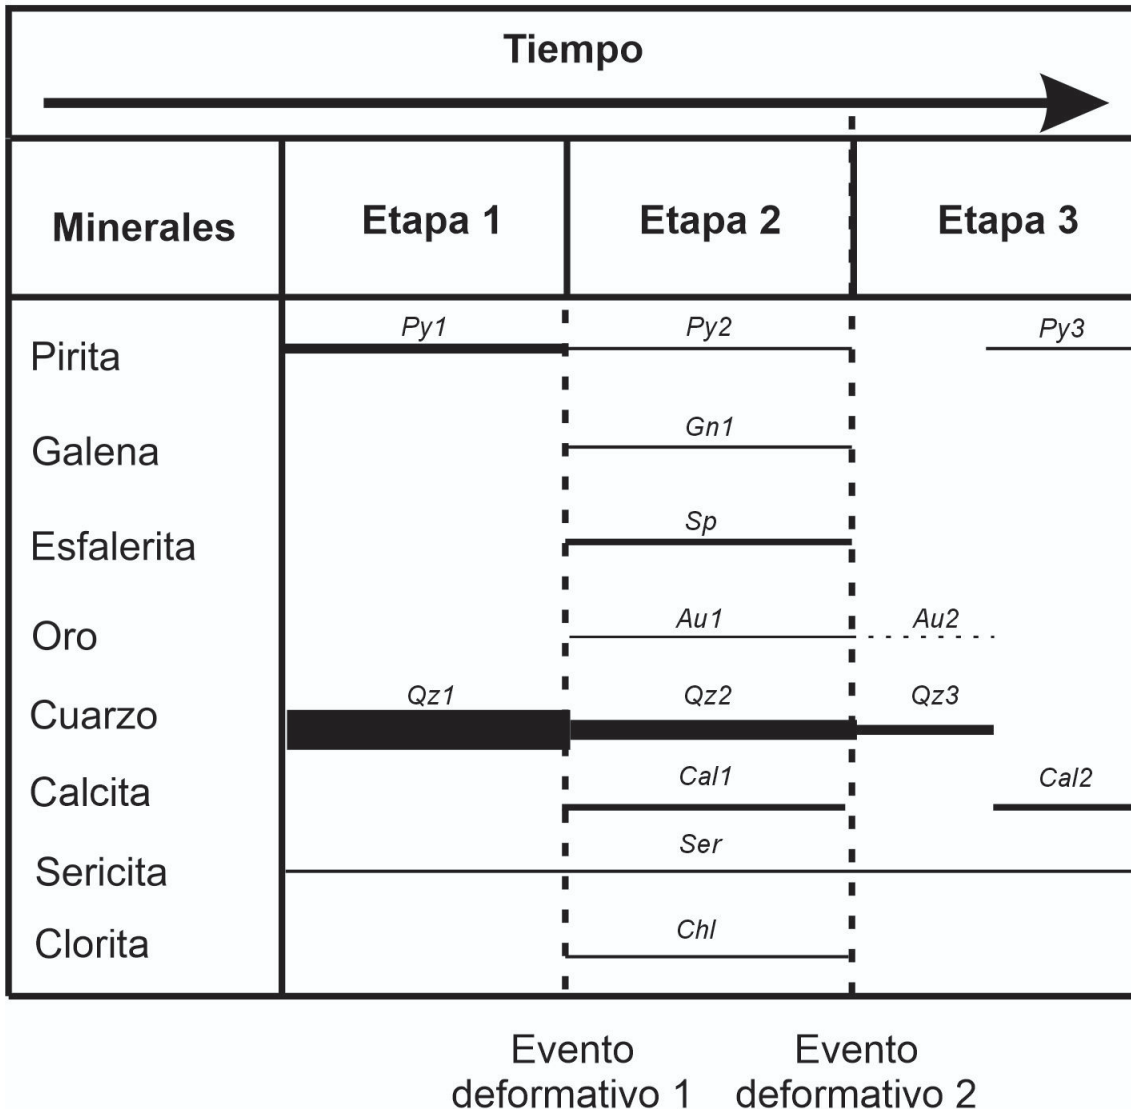 Tiempo
Minerales
Etapa 1
Etapa 2
Etapa 3
Pirita
Py1
Py2
Py3
Galena
Gn1
Esfalerita
Sp
Oro
Au1
Au2
Cuarzo
Qz1
Qz2
Qz3
Calcita
Cal1
Cal2
Sericita
Ser
Clorita
Chl
Evento
deformativo 1
Evento
deformativo 2